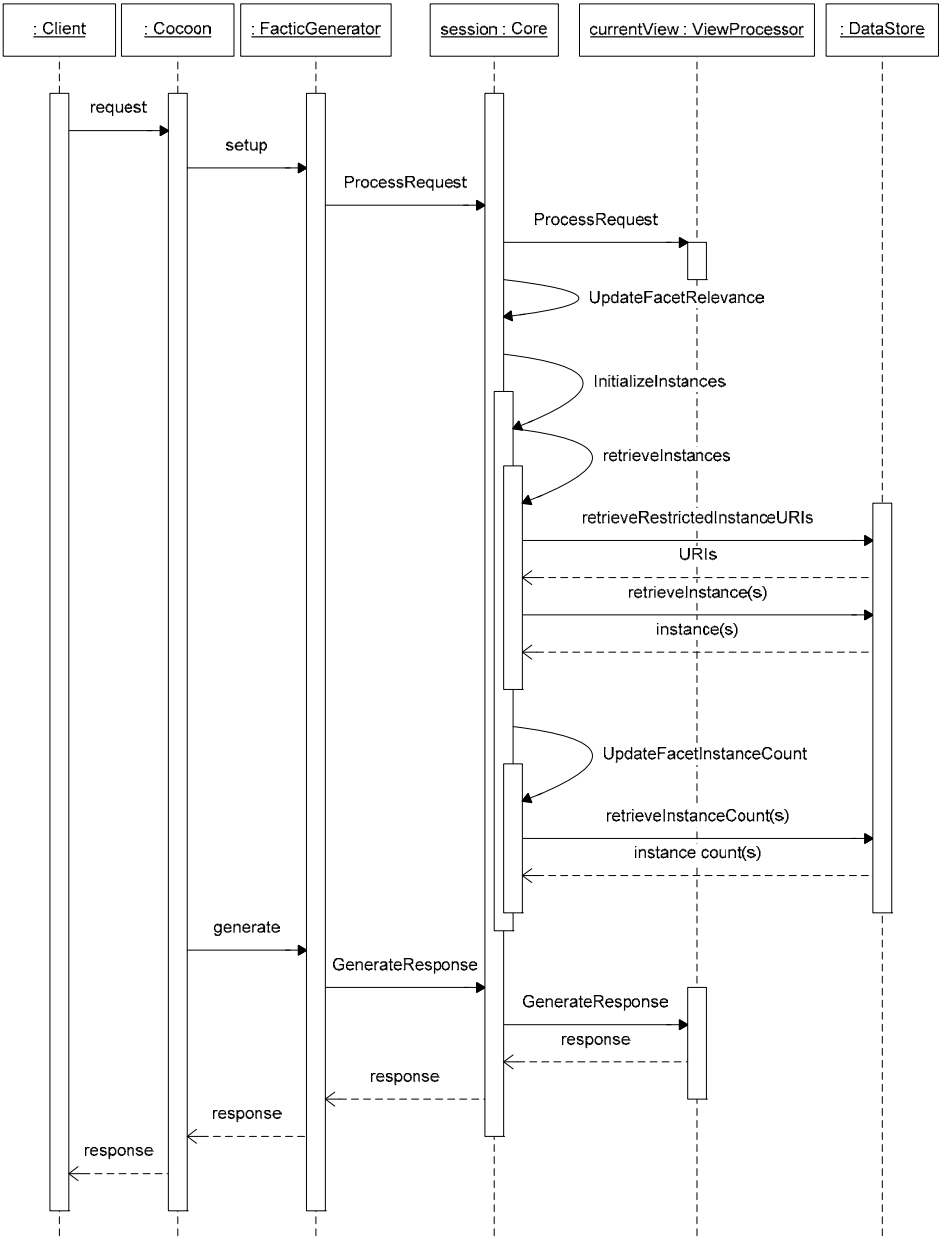 : Client
: Cocoon
: FacticGenerator
session : Core
currentView : ViewProcessor
: DataStore
request
setup
ProcessRequest
ProcessRequest
UpdateFacetRelevance
InitializeInstances
retrieveInstances
retrieveRestrictedInstanceURIs
URIs
retrieveInstance(s)
instance(s)
UpdateFacetInstanceCount
retrieveInstanceCount(s)
instance count(s)
generate
GenerateResponse
GenerateResponse
response
response
response
response